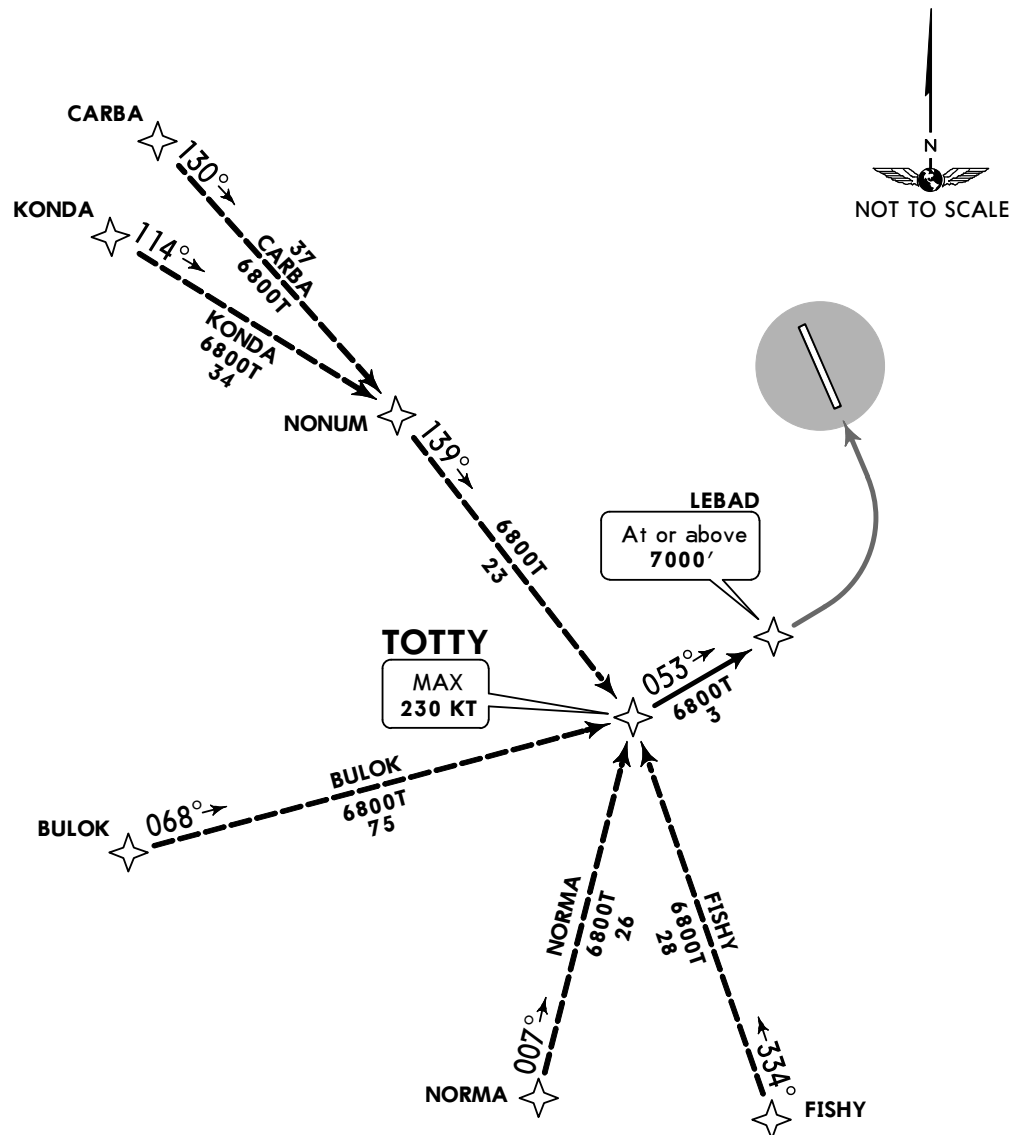 CARBA
130°
N
NOT TO SCALE
KONDA
114°
37
CARBA
6800T
KONDA
6800T
34
NONUM
139°
6800T
23
LEBAD
At or above
7000′
TOTTY
MAX
230 KT
053°
6800T
3
BULOK
068°
BULOK
6800T
75
NORMA
6800T
26
FISHY
6800T
28
007°
NORMA
334°
FISHY